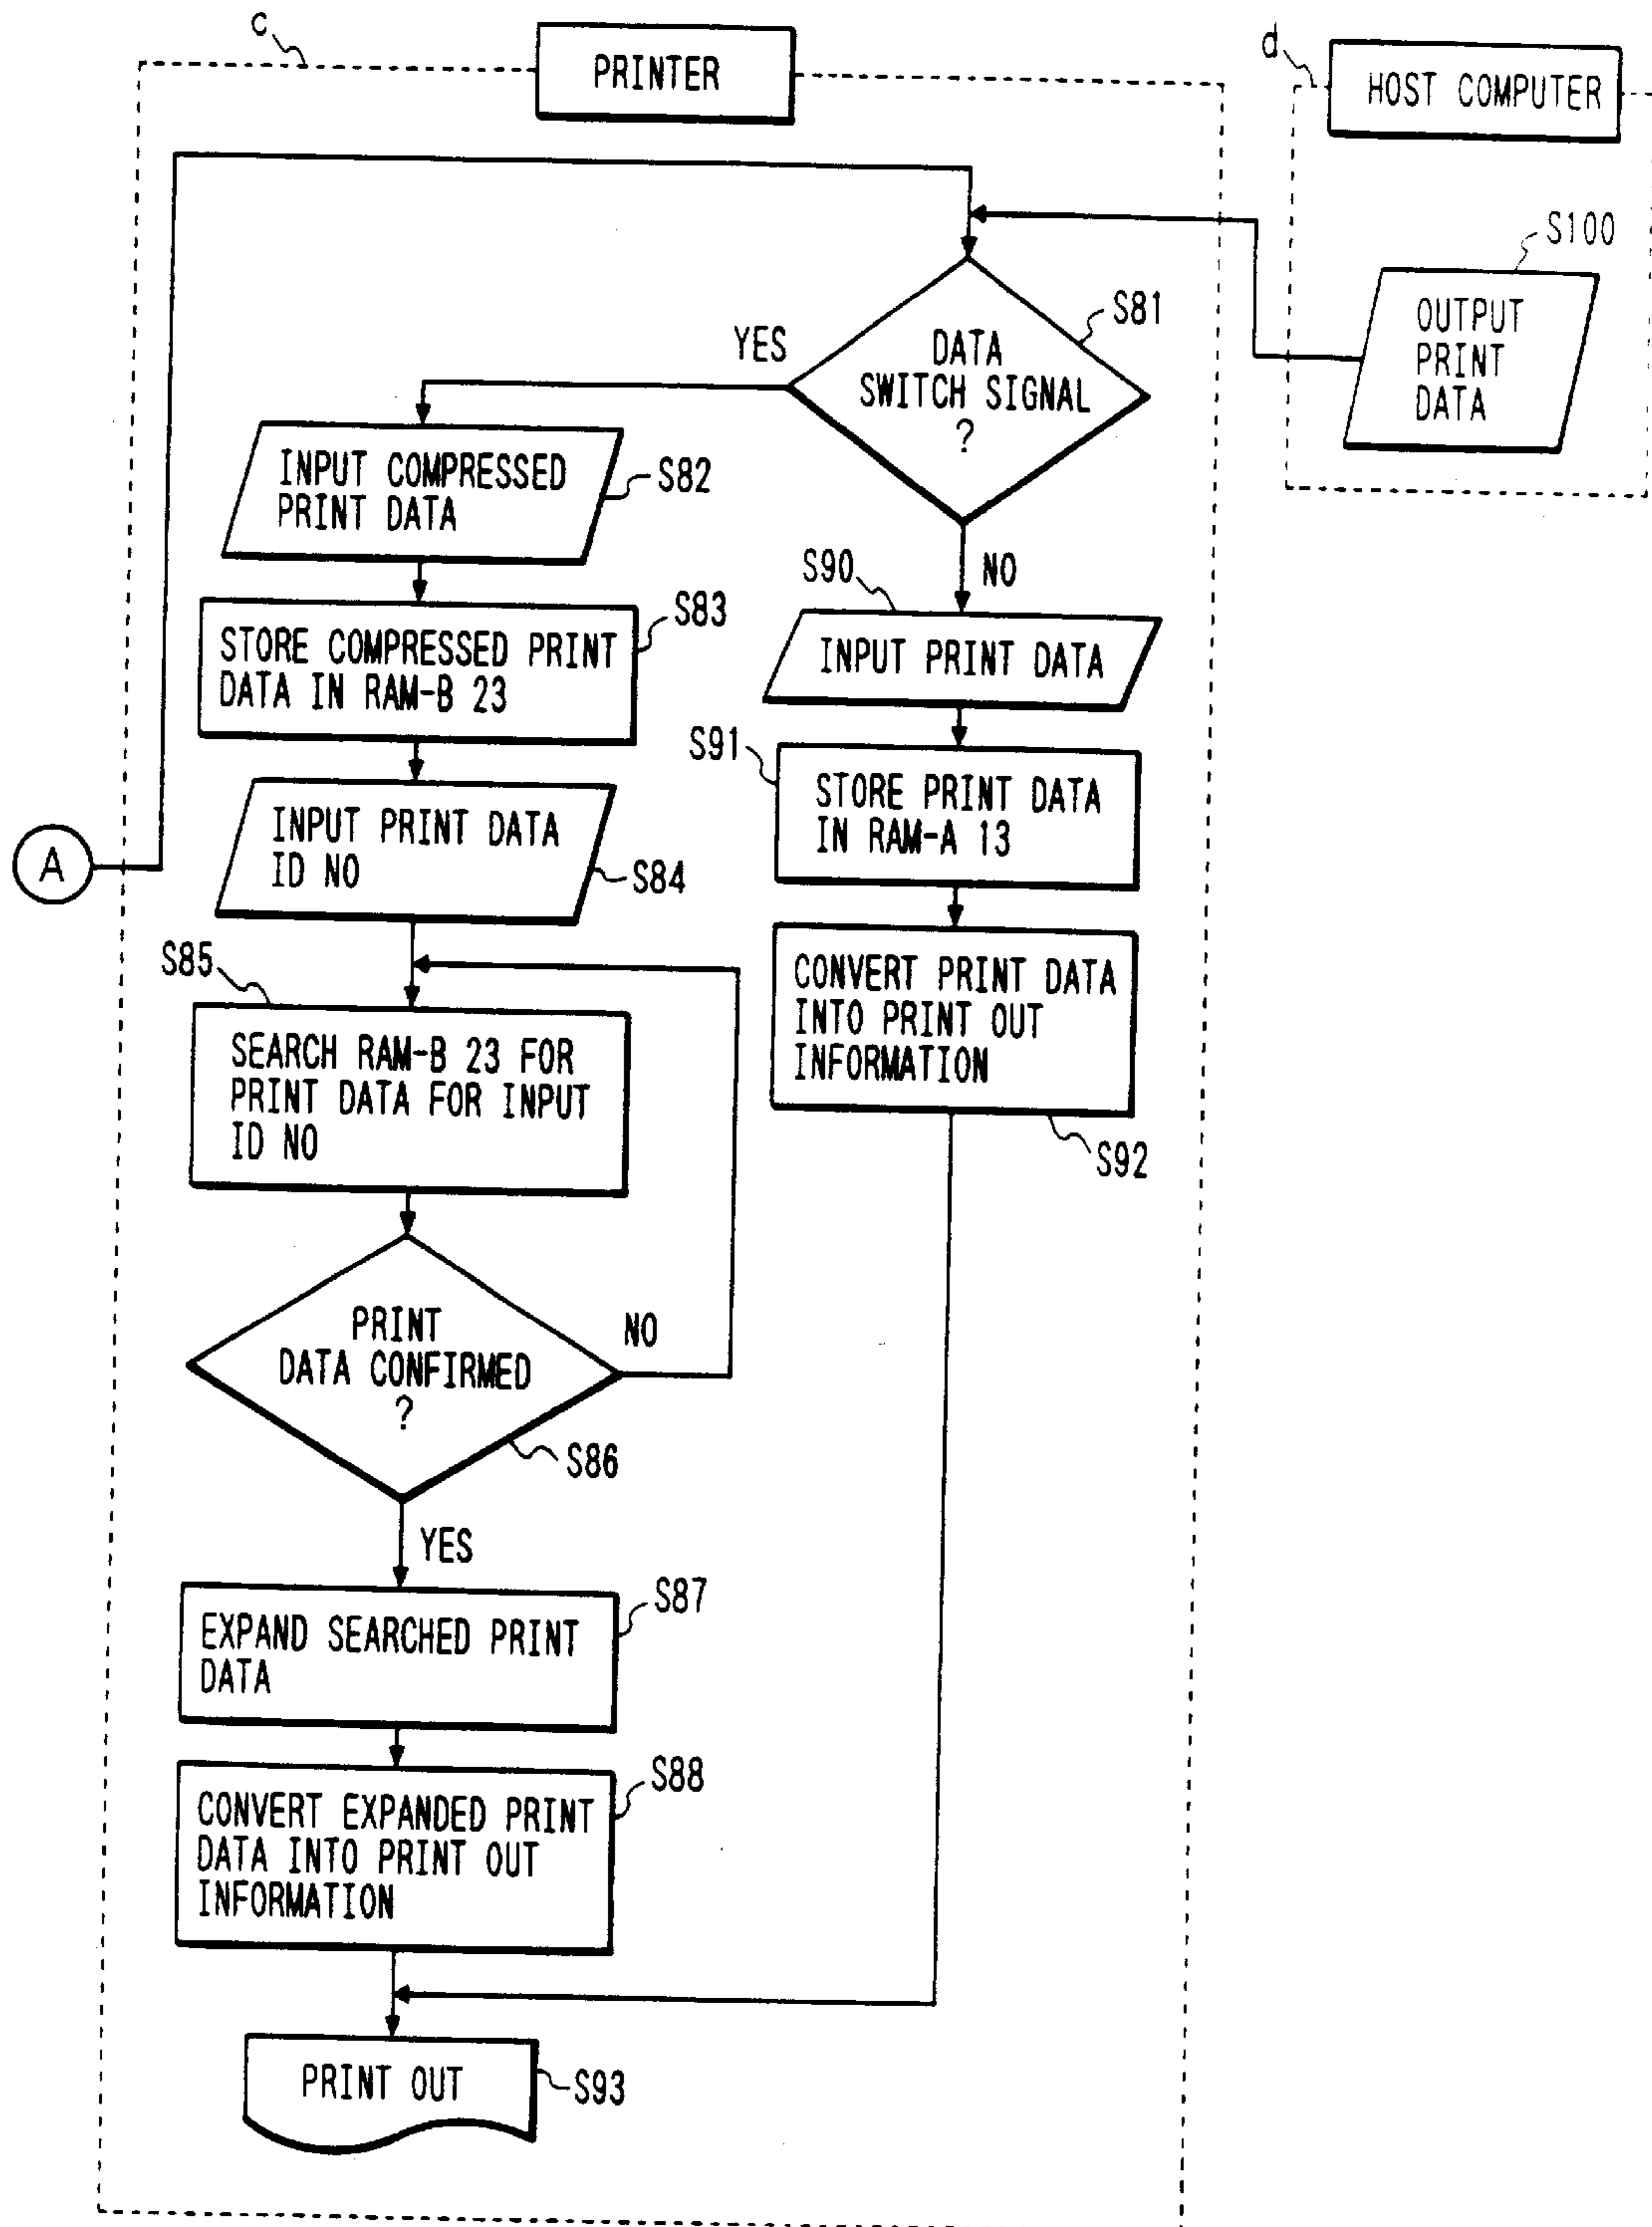 c
PRINTER
d
HOST COMPUTER
S100
OUTPUT
PRINT
DATA
S81
DATA
SWITCH SIGNAL
?
YES
NO
INPUT COMPRESSED
PRINT DATA
S82
STORE COMPRESSED PRINT
DATA IN RAM-B 23
S83
INPUT PRINT DATA
ID NO
S84
A
S85
SEARCH RAM-B 23 FOR
PRINT DATA FOR INPUT
ID NO
PRINT
DATA CONFIRMED
?
NO
S86
YES
EXPAND SEARCHED PRINT
DATA
S87
CONVERT EXPANDED PRINT
DATA INTO PRINT OUT
INFORMATION
S88
S90
INPUT PRINT DATA
S91
STORE PRINT DATA
IN RAM-A 13
CONVERT PRINT DATA
INTO PRINT OUT
INFORMATION
S92
PRINT OUT
S93